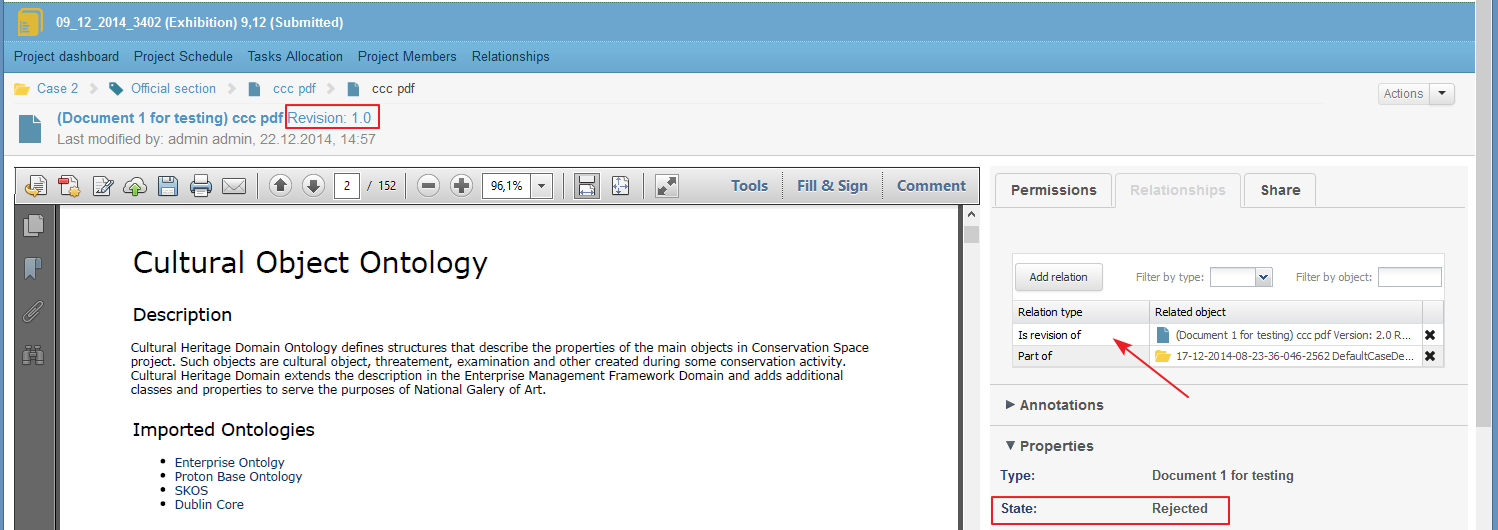 09_12_2014_3402 (Exhibition) 9,12 (Submitted)
Project dashboard Project Schedule Tasks Allocation Project Members Relationships
Case 2 Official section ccc pdf ccc pdf
Actions
(Document 1 for testing) ccc pdf Revision: 1.0
Last modified by: admin admin, 22.12.2014, 14:57
2 / 152 96,1% Tools Fill & Sign Comment
Cultural Object Ontology
Description
Cultural Heritage Domain Ontology defines structures that describe the properties of the main objects in Conservation Space
project. Such objects are cultural object, threatement, examination and other created during some conservation activity.
Cultural Heritage Domain extends the description in the Enterprise Management Framework Domain and adds additional
classes and properties to serve the purposes of National Galery of Art.
Imported Ontologies
Enterprise Ontolgy
Proton Base Ontology
SKOS
Dublin Core
Permissions Relationships Share
Add relation Filter by type: Filter by object:
Relation type Related object
Is revision of (Document 1 for testing) ccc pdf Version: 2.0 R...
Part of 17-12-2014-08-23-36-046-2562 DefaultCaseDe...
Annotations
Properties
Type: Document 1 for testing
State: Rejected